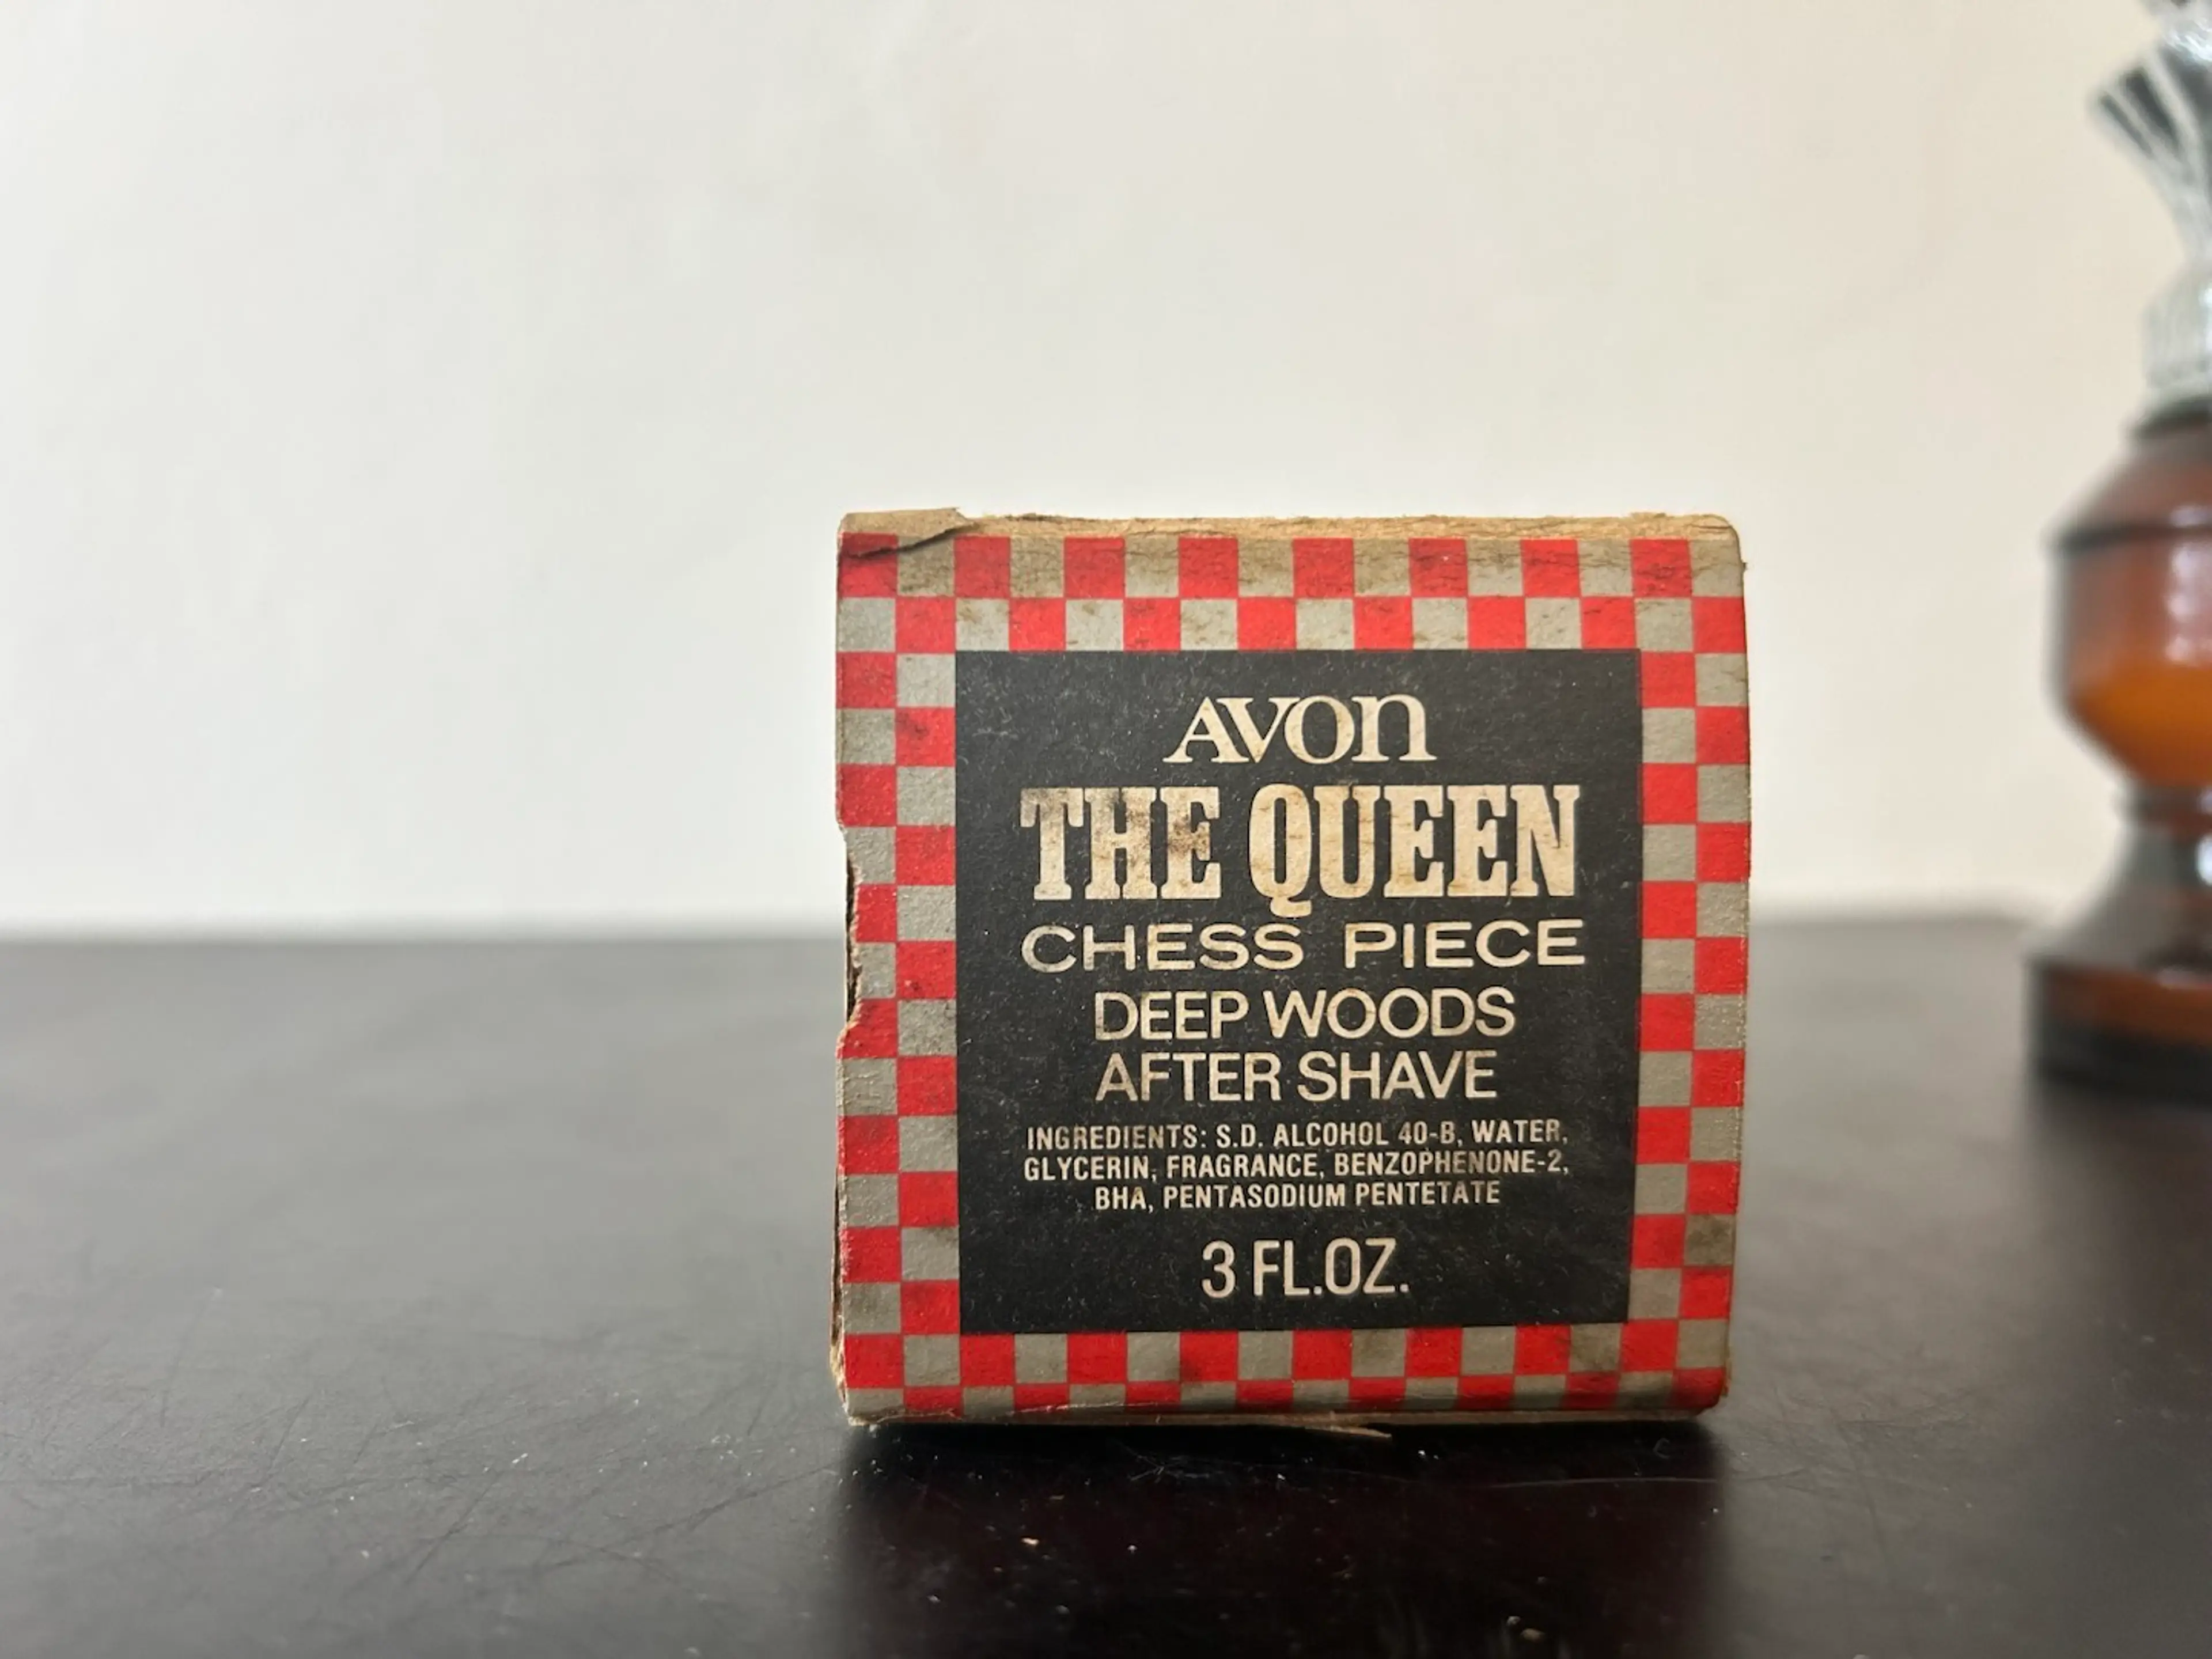 AVON
THE QUEEN
CHESS PIECE
DEEP WOODS
AFTER SHAVE
INGREDIENTS: S.D. ALCOHOL 40-B, WATER,
GLYCERIN, FRAGRANCE, BENZOPHENONE-2,
BHA, PENTASODIUM PENTETATE
3 FL.OZ.